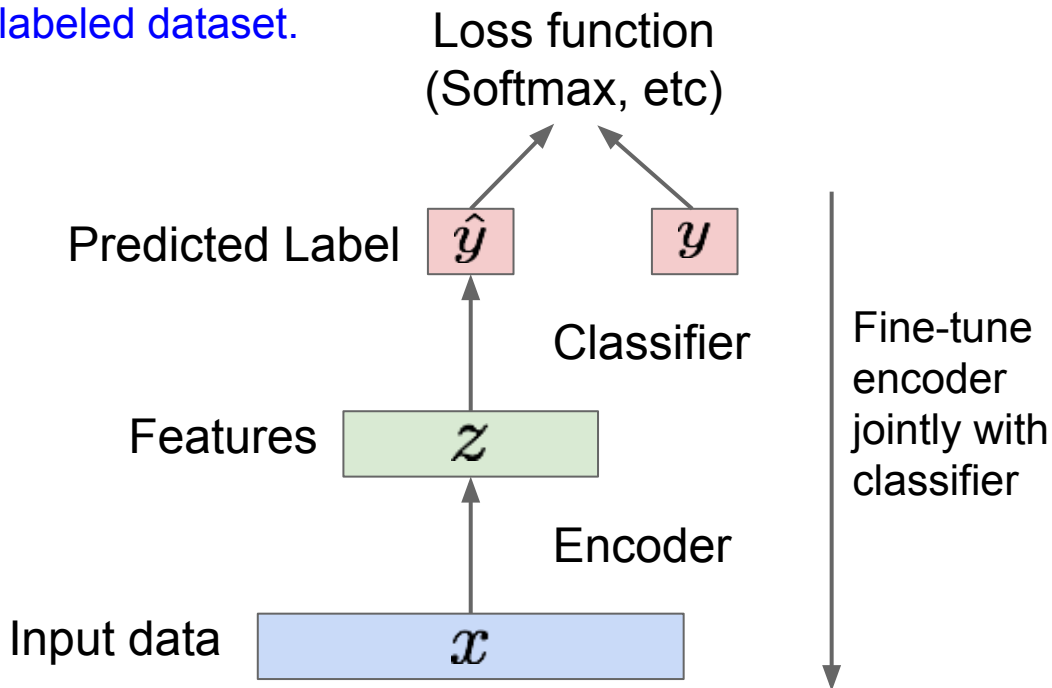 labeled dataset.
Loss function
(Softmax, etc)
Predicted Label
ŷ
y
Classifier
Fine-tune
encoder
jointly with
classifier
Features
z
Encoder
Input data
x